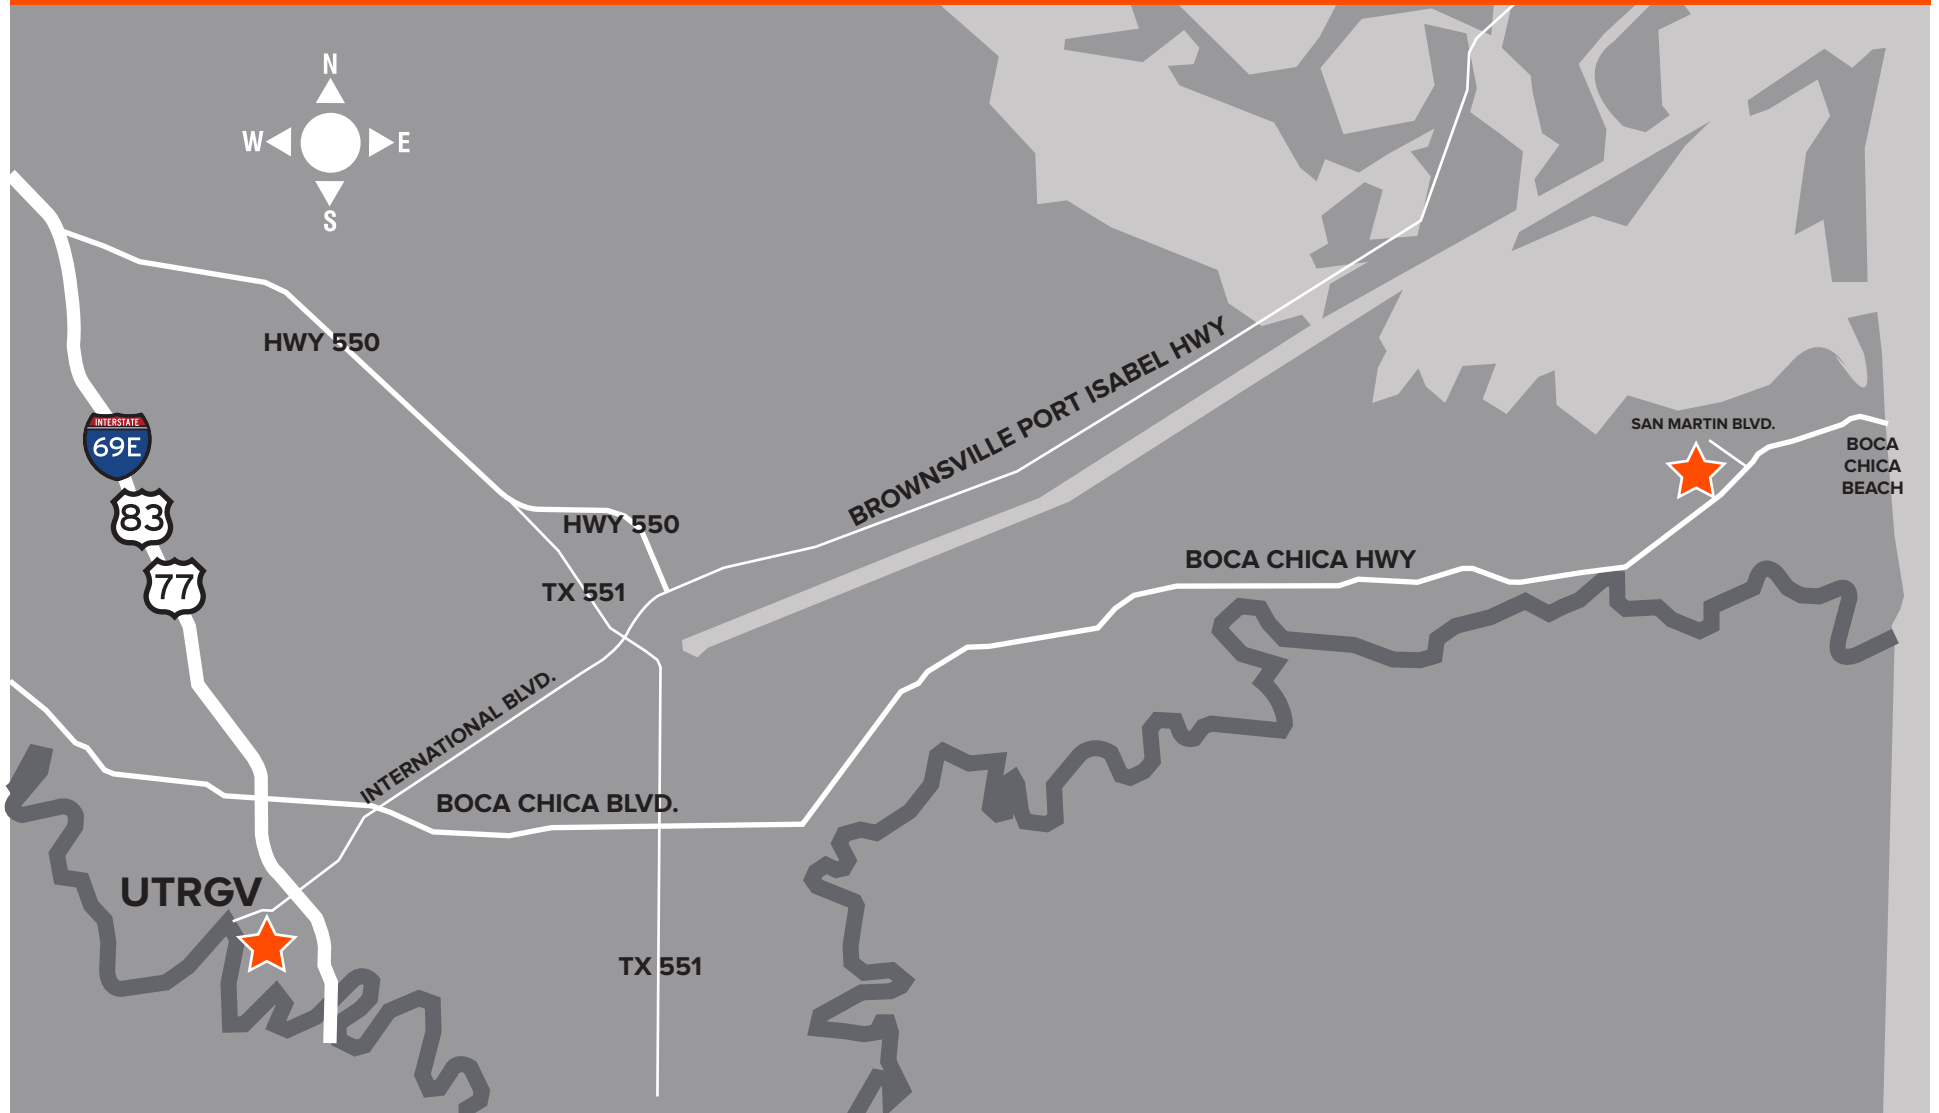 N
W
E
S
HWY 550
BROWNSVILLE PORT ISABEL HWY
INTERSTATE
69E
83
77
SAN MARTIN BLVD.
BOCA
CHICA
BEACH
HWY 550
BOCA CHICA HWY
TX 551
INTERNATIONAL BLVD.
BOCA CHICA BLVD.
UTRGV
TX 551